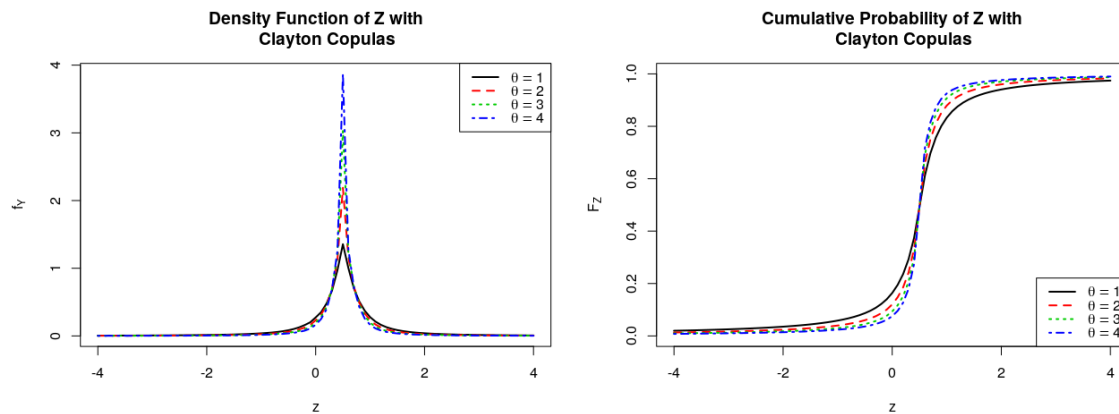 Density Function of Z with
Clayton Copulas
f_Y
4
3
2
1
0
-4 -2 0 2 4
z
θ = 1
θ = 2
θ = 3
θ = 4
Cumulative Probability of Z with
Clayton Copulas
F_Z
1.0
0.8
0.6
0.4
0.2
0.0
-4 -2 0 2 4
z
θ = 1
θ = 2
θ = 3
θ = 4